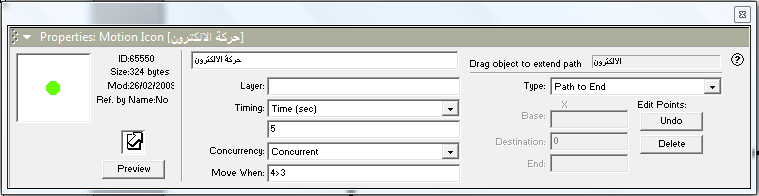 Properties: Motion Icon [حركة الالكترون]
ID:65550
Size:324 bytes
Mod:26/02/2009
Ref. by Name:No
Preview
حركة الالكترون
Layer:
Timing: Time (sec)
5
Concurrency: Concurrent
Move When: 4>3
Drag object to extend path الالكترون
Type: Path to End
X
Base:
Destination: 0
End:
Edit Points:
Undo
Delete